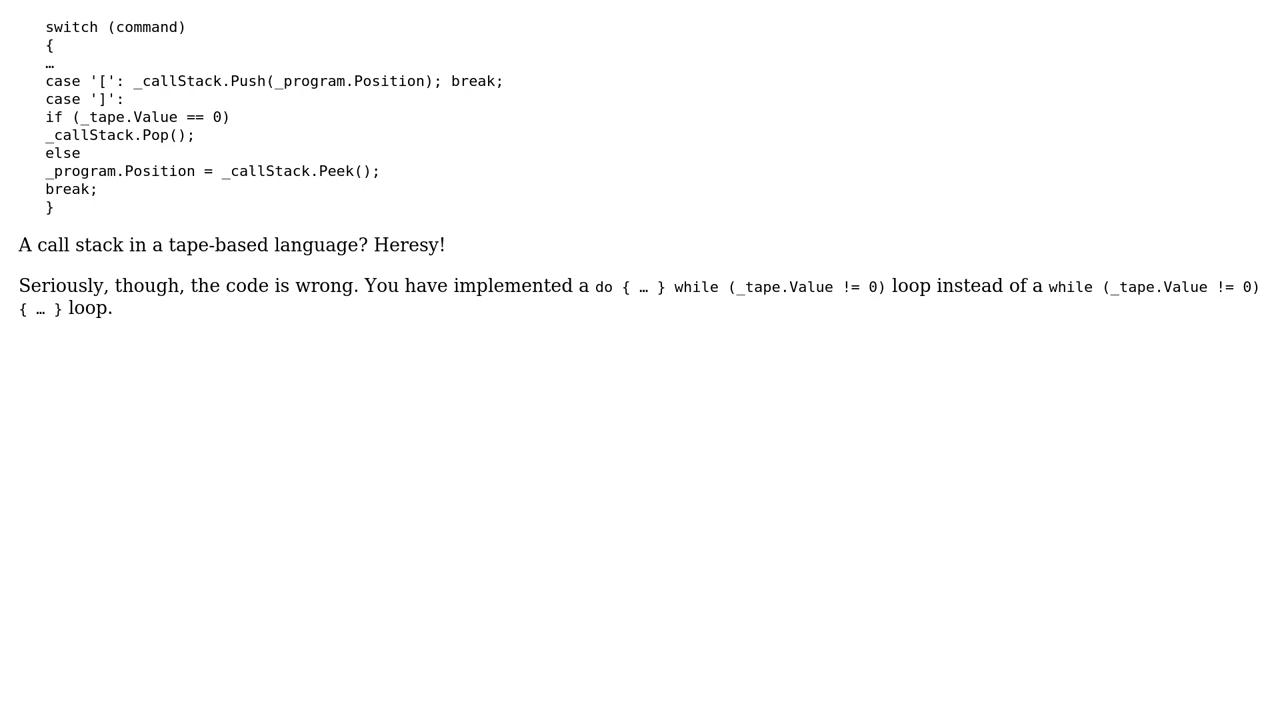 switch (command)
{
…
case '[': _callStack.Push(_program.Position); break;
case ']':
if (_tape.Value == 0)
_callStack.Pop();
else
_program.Position = _callStack.Peek();
break;
}
A call stack in a tape-based language? Heresy!
Seriously, though, the code is wrong. You have implemented a do { … } while (_tape.Value != 0) loop instead of a while (_tape.Value != 0)
{ … } loop.